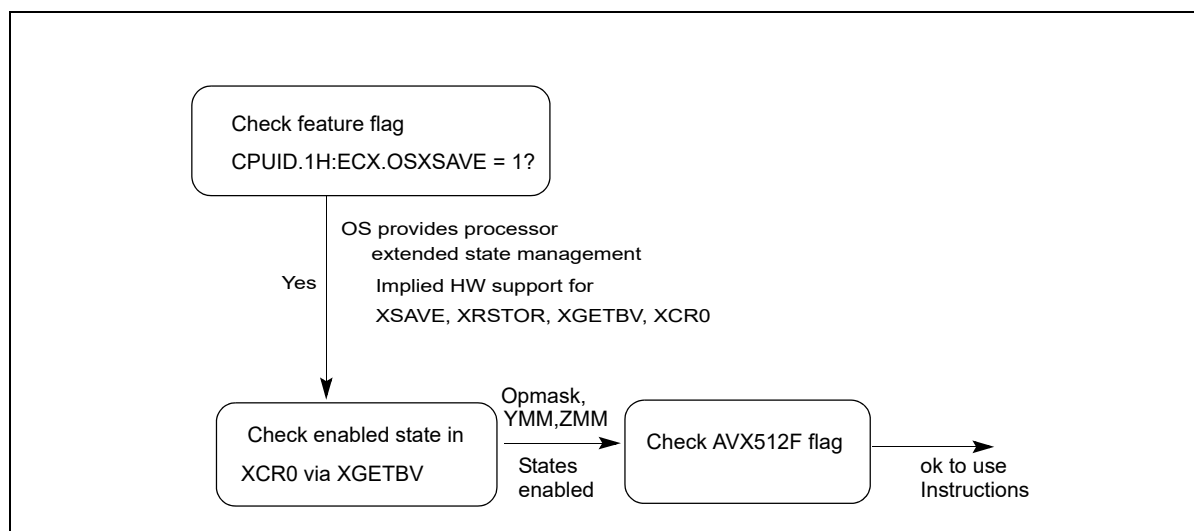 Check feature flag
CPUID.1H:ECX.OSXSAVE = 1?
OS provides processor
extended state management
Yes
Implied HW support for
XSAVE, XRSTOR, XGETBV, XCR0
Check enabled state in
XCR0 via XGETBV
Opmask,
YMM,ZMM
States
enabled
Check AVX512F flag
ok to use
Instructions